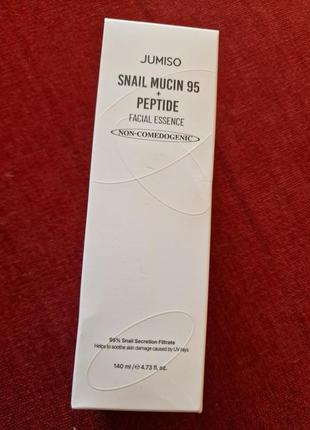 JUMISO
SNAIL MUCIN 95
+
PEPTIDE
FACIAL ESSENCE
NON-COMEDOGENIC
95% Snail Secretion Filtrate
Helps to soothe skin damage caused by UV rays
140 ml / ℮ 4.73 fl. oz.